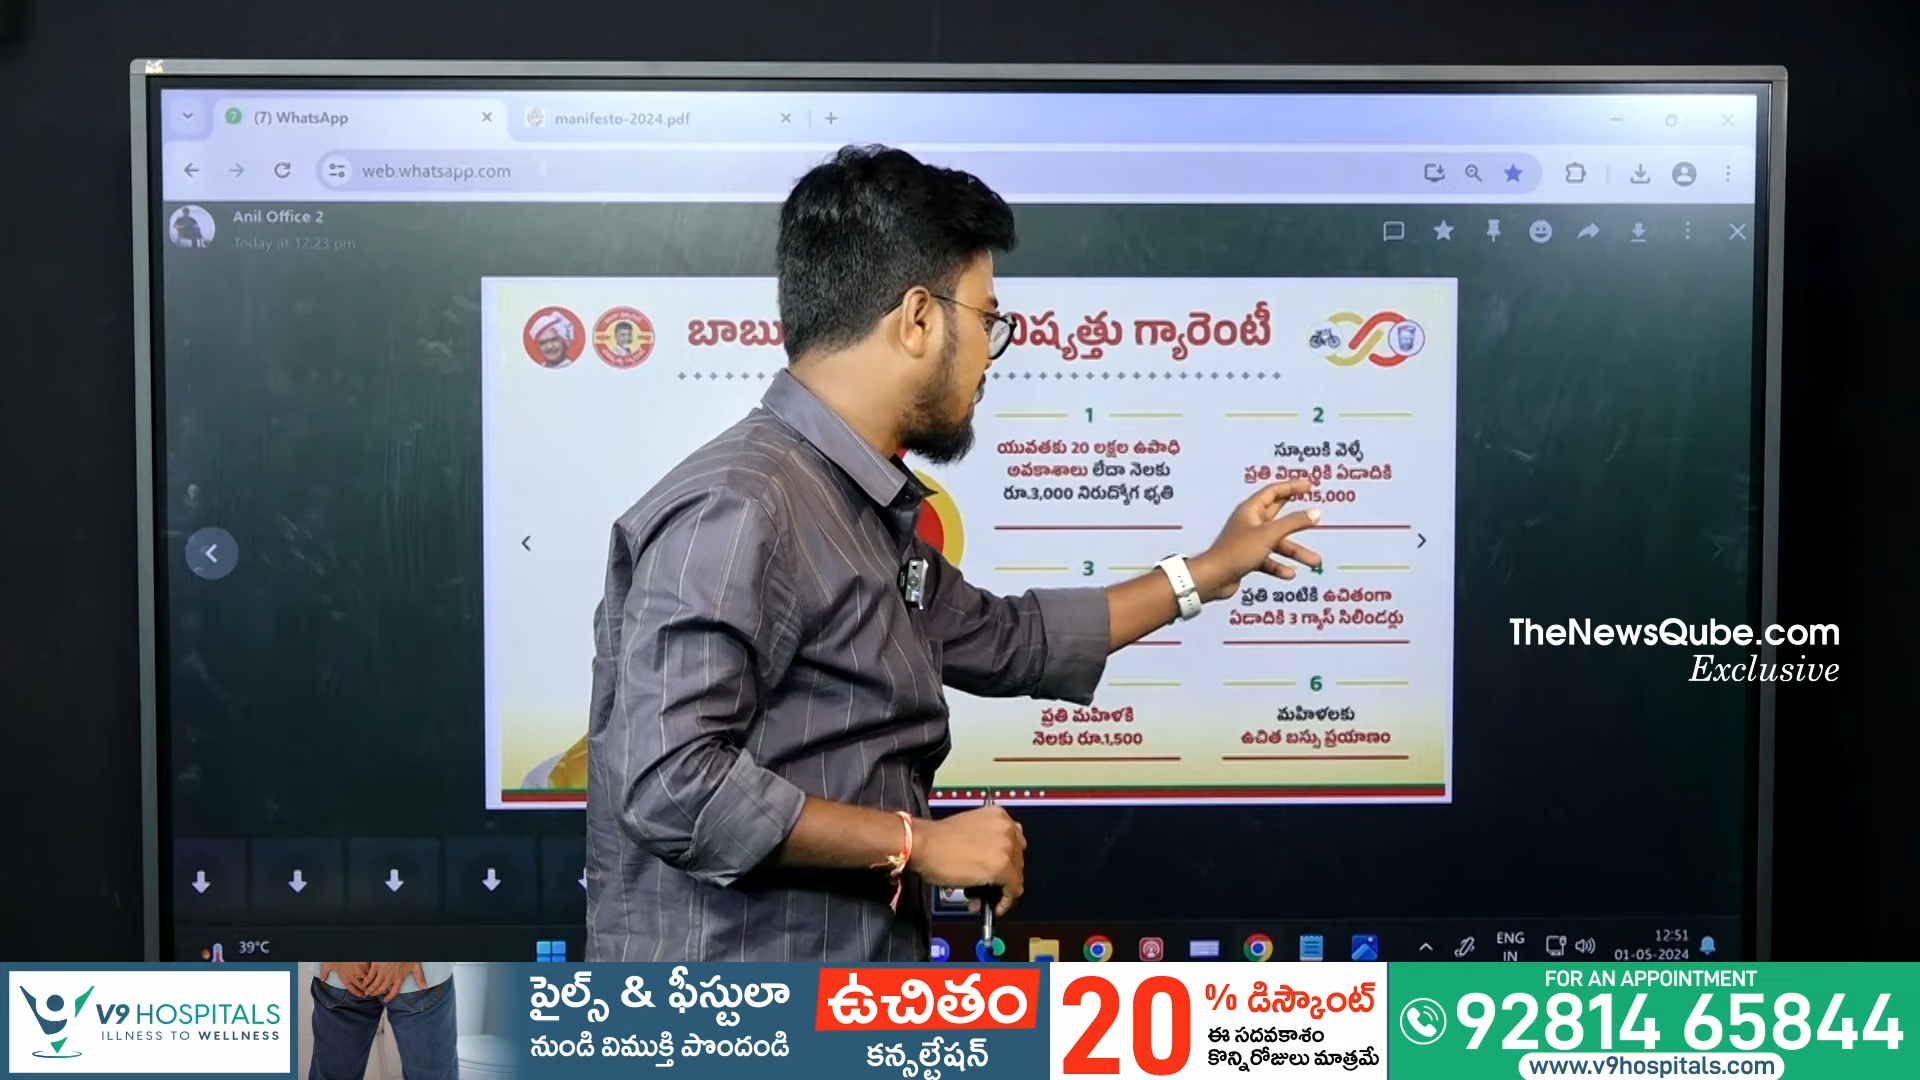 (7) WhatsApp
manifesto-2024.pdf
web.whatsapp.com
Anil Office 2
Today at 12:23 pm
బాబు
గ్యారెంటీ
1
యువతకు 20 లక్షల ఉపాధి
అవకాశాలు లేదా నెలకు
రూ.3,000 నిరుద్యోగ భృతి
2
స్కూలుకి వెళ్ళే
ప్రతి విద్యార్థికి ఏడాదికి
15,000
3
4
ప్రతి ఇంటికి ఉచితంగా
ఏడాదికి 3 గ్యాస్ సిలిండర్లు
ప్రతి మహిళకి
నెలకు రూ.1,500
6
మహిళలకు
ఉచిత బస్సు ప్రయాణం
TheNewsQube.com
Exclusive
39°C
ENG
IN
12:51
01-05-2024
V9 HOSPITALS
ILLNESS TO WELLNESS
పైల్స్ & ఫిస్టులా
నుండి విముక్తి పొందండి
ఉచితం
కన్సల్టేషన్
20% డిస్కౌంట్
ఈ సదవకాశం
కొన్నిరోజులు మాత్రమే
FOR AN APPOINTMENT
92814 65844
www.v9hospitals.com